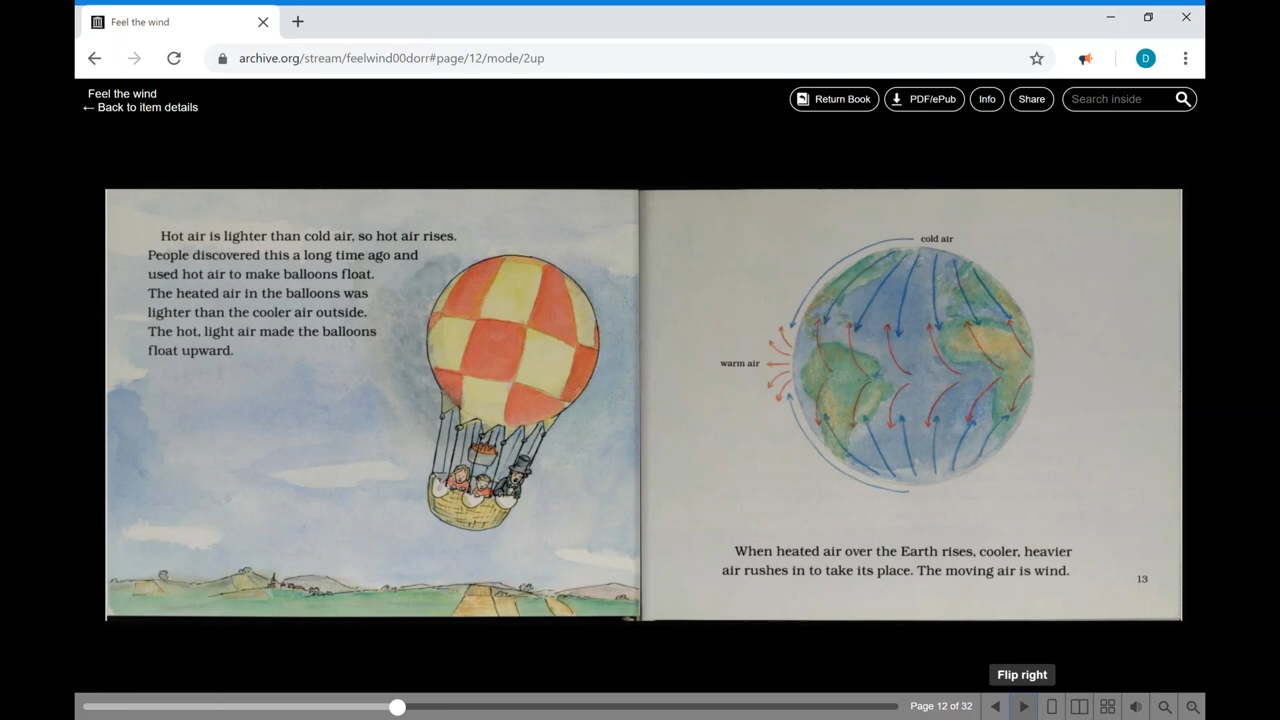 Feel the wind
archive.org/stream/feelwind00dorr#page/12/mode/2up
D
Feel the wind
← Back to item details
Return Book
PDF/ePub
Info
Share
Search inside
Hot air is lighter than cold air, so hot air rises.
People discovered this a long time ago and
used hot air to make balloons float.
The heated air in the balloons was
lighter than the cooler air outside.
The hot, light air made the balloons
float upward.
cold air
warm air
When heated air over the Earth rises, cooler, heavier
air rushes in to take its place. The moving air is wind.
13
Flip right
Page 12 of 32